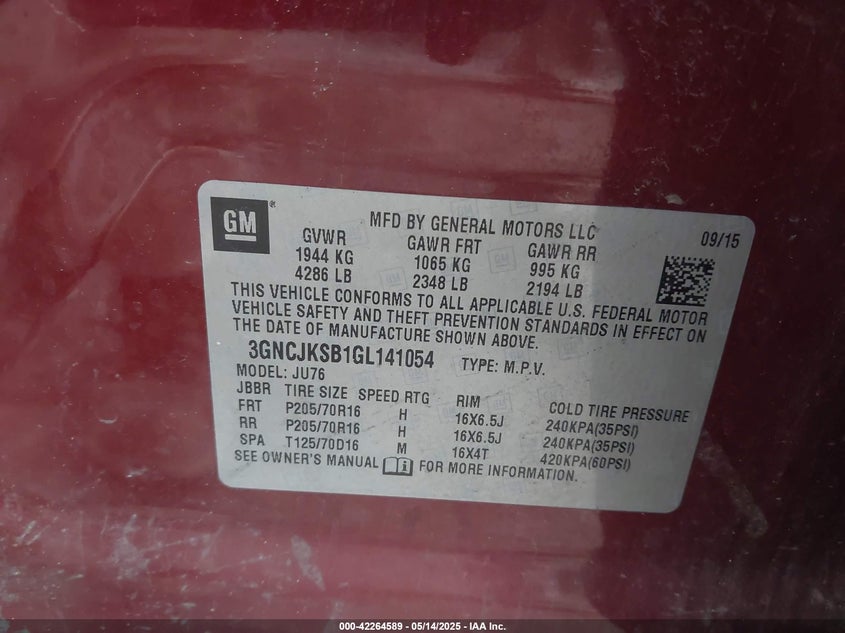 GM ®
MFD BY GENERAL MOTORS LLC
09/15
GVWR GAWR FRT GAWR RR
1944 KG 1065 KG 995 KG
4286 LB 2348 LB 2194 LB
THIS VEHICLE CONFORMS TO ALL APPLICABLE U.S. FEDERAL MOTOR
VEHICLE SAFETY AND THEFT PREVENTION STANDARDS IN EFFECT ON
THE DATE OF MANUFACTURE SHOWN ABOVE.
3GNCJKSB1GL141054 TYPE: M.P.V.
MODEL: JU76
JBBR TIRE SIZE SPEED RTG RIM COLD TIRE PRESSURE
FRT P205/70R16 H 16X6.5J 240KPA(35PSI)
RR P205/70R16 H 16X6.5J 240KPA(35PSI)
SPA T125/70D16 M 16X4T 420KPA(60PSI)
SEE OWNER'S MANUAL FOR MORE INFORMATION.
000-42264589 - 05/14/2025 - IAA Inc.